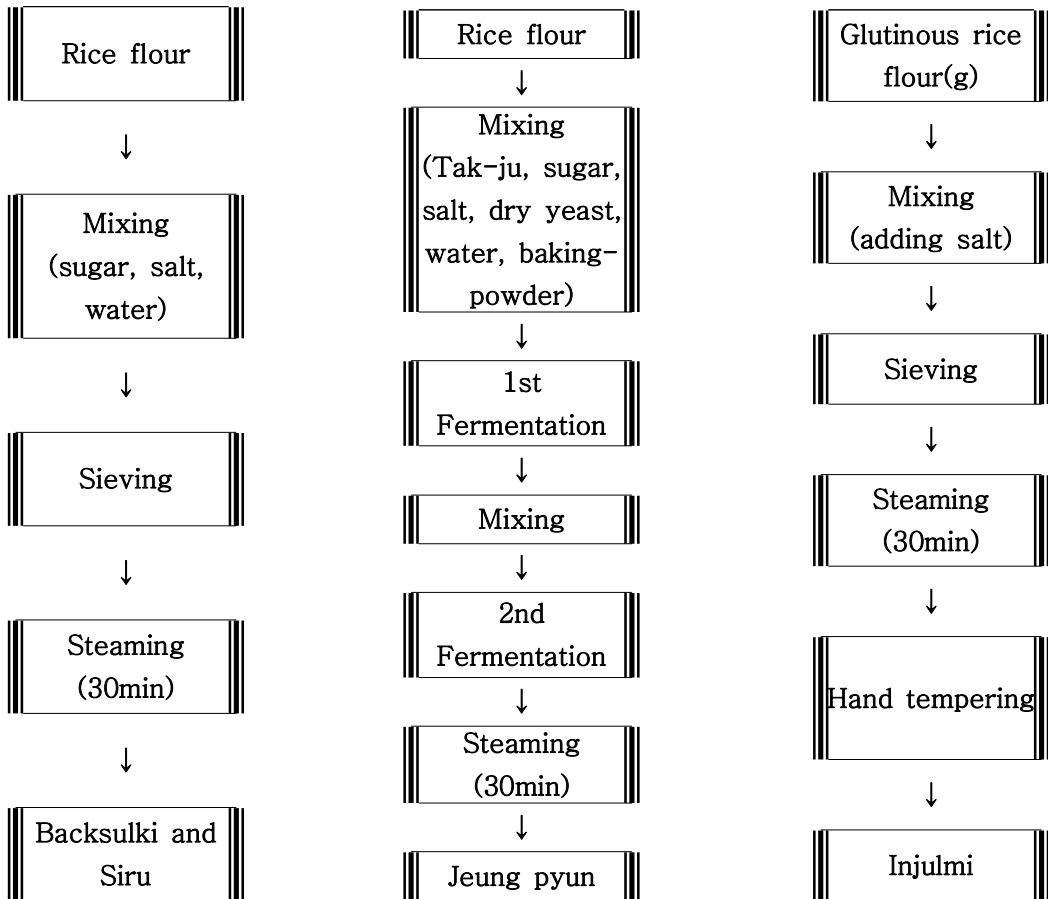 Rice flour
↓
Mixing
(sugar, salt,
water)
↓
Sieving
↓
Steaming
(30min)
↓
Backsulki and
Siru
Rice flour
↓
Mixing
(Tak-ju, sugar,
salt, dry yeast,
water, baking-
powder)
↓
1st
Fermentation
↓
Mixing
↓
2nd
Fermentation
↓
Steaming
(30min)
↓
Jeung pyun
Glutinous rice
flour(g)
↓
Mixing
(adding salt)
↓
Sieving
↓
Steaming
(30min)
↓
Hand tempering
↓
Injulmi